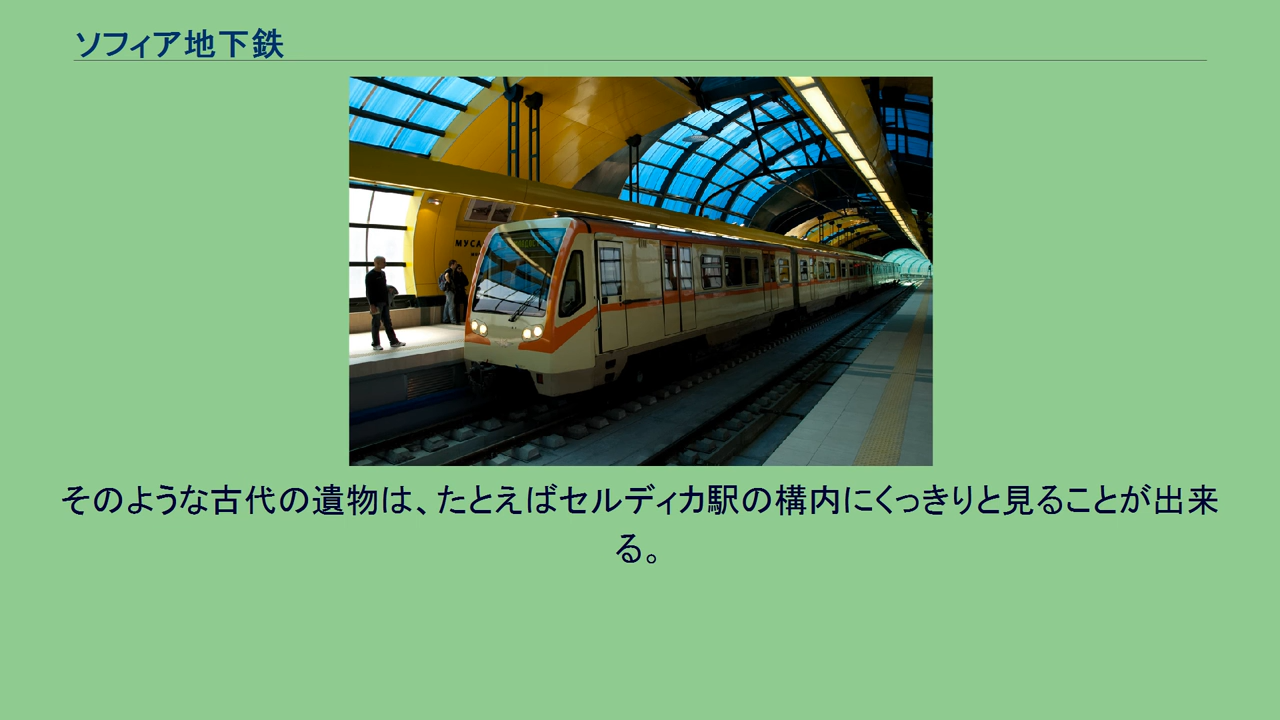 ソフィア地下鉄
МУСА
そのような古代の遺物は、たとえばセルディカ駅の構内にくっきりと見ることが出来
る。